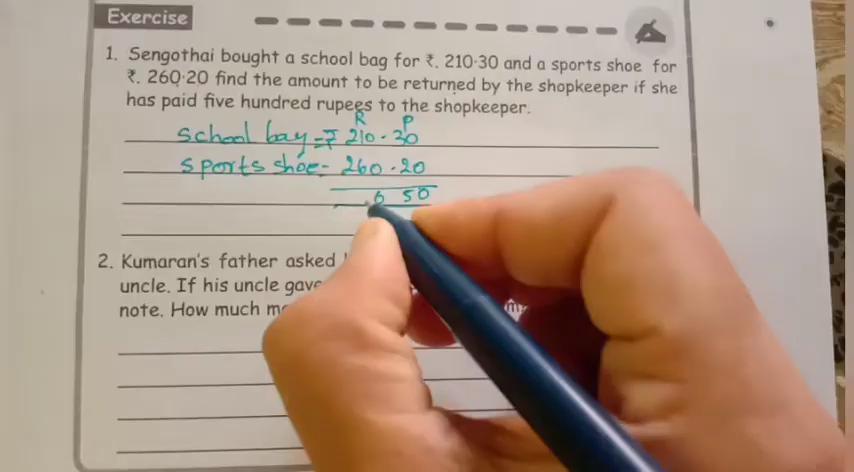 Exercise
1. Sengothai bought a school bag for ₹. 210·30 and a sports shoe for
₹. 260·20 find the amount to be returned by the shopkeeper if she
has paid five hundred rupees to the shopkeeper.
R P
school bag = ₹ 210·30
sports shoe - 260·20
0 50
2. Kumaran's father asked
uncle. If his uncle gave
note. How much